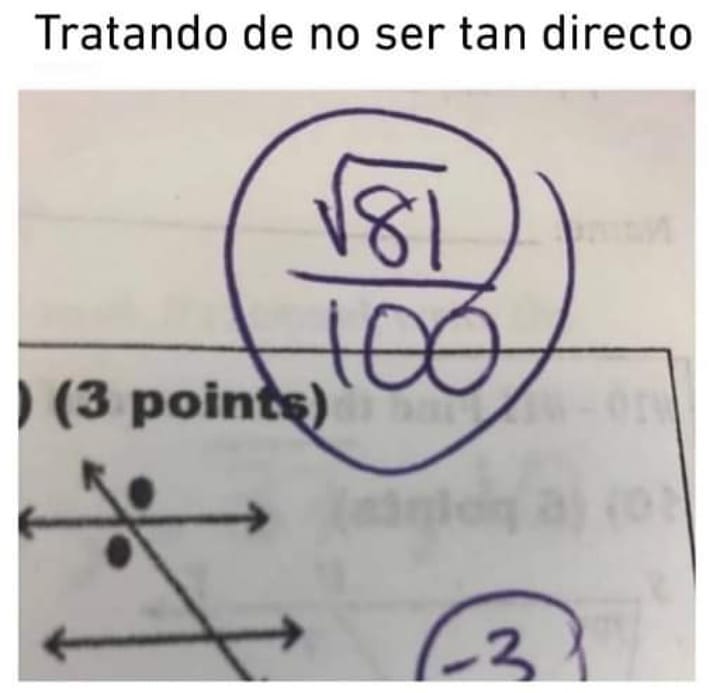 Tratando de no ser tan directo
√81
100
) (3 points)
-3